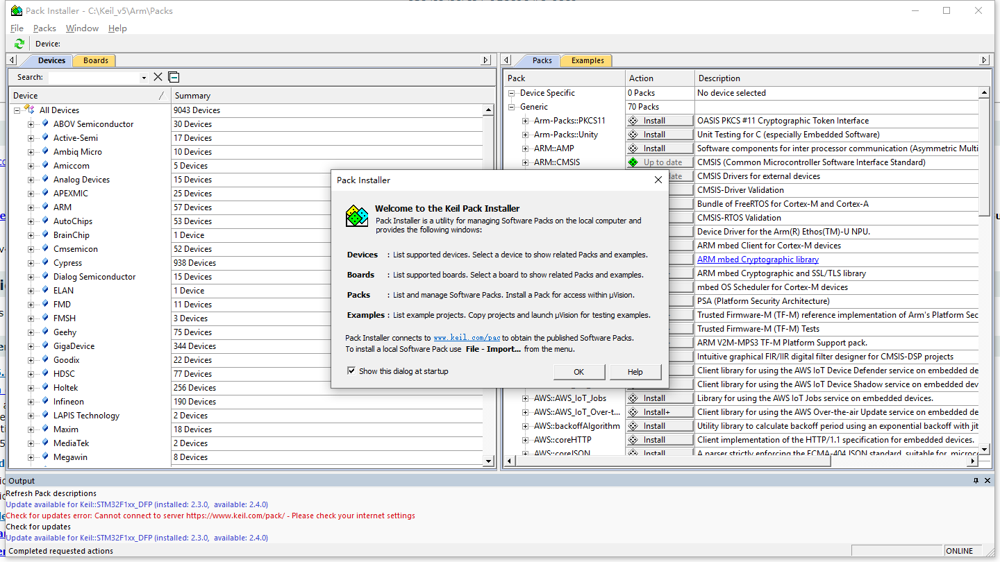 Pack Installer - C:\Keil_v5\Arm\Packs
File Packs Window Help
Device:
Devices Boards
Search:
Device Summary
All Devices 9043 Devices
ABOV Semiconductor 30 Devices
Active-Semi 17 Devices
Ambiq Micro 10 Devices
Amiccom 5 Devices
Analog Devices 15 Devices
APEXMIC 25 Devices
ARM 57 Devices
AutoChips 53 Devices
BrainChip 1 Device
Cmsemicon 52 Devices
Cypress 938 Devices
Dialog Semiconductor 15 Devices
ELAN 1 Device
FMD 11 Devices
FMSH 3 Devices
Geehy 75 Devices
GigaDevice 344 Devices
Goodix 22 Devices
HDSC 77 Devices
Holtek 256 Devices
Infineon 190 Devices
LAPIS Technology 2 Devices
Maxim 18 Devices
MediaTek 2 Devices
Megawin 8 Devices
Packs Examples
Pack Action Description
Device Specific 0 Packs No device selected
Generic 70 Packs
Arm-Packs::PKCS11 Install OASIS PKCS #11 Cryptographic Token Interface
Arm-Packs::Unity Install Unit Testing for C (especially Embedded Software)
ARM::AMP Install Software components for inter processor communication (Asymmetric Multi
ARM::CMSIS Up to date CMSIS (Common Microcontroller Software Interface Standard)
date CMSIS Drivers for external devices
CMSIS-Driver Validation
Bundle of FreeRTOS for Cortex-M and Cortex-A
CMSIS-RTOS Validation
Device Driver for the Arm(R) Ethos(TM)-U NPU.
ARM mbed Client for Cortex-M devices
ARM mbed Cryptographic library
ARM mbed Cryptographic and SSL/TLS library
mbed OS Scheduler for Cortex-M devices
PSA (Platform Security Architecture)
Trusted Firmware-M (TF-M) reference implementation of Arm's Platform Sec
Trusted Firmware-M (TF-M) Tests
ARM V2M-MPS3 TF-M Platform Support pack.
Intuitive graphical FIR/IIR digital filter designer for CMSIS-DSP projects
Client library for using the AWS IoT Device Defender service on embedded de
Client library for using the AWS IoT Device Shadow service on embedded dev
AWS::AWS_IoT_Jobs Install Library for using the AWS IoT Jobs service on embedded devices.
AWS::AWS_IoT_Over-t... Install+ Client library for using the AWS Over-the-air Update service on embedded de
AWS::backoffAlgorithm Install Utility library to calculate backoff period using an exponential backoff with jit
AWS::coreHTTP Install Client implementation of the HTTP/1.1 specification for embedded devices.
AWS::coreJSON Install A parser strictly enforcing the ECMA-404 JSON standard, suitable for microco
Pack Installer
Welcome to the Keil Pack Installer
Pack Installer is a utility for managing Software Packs on the local computer and
provides the following windows:
Devices : List supported devices. Select a device to show related Packs and examples.
Boards : List supported boards. Select a board to show related Packs and examples.
Packs : List and manage Software Packs. Install a Pack for access within µVision.
Examples : List example projects. Copy projects and launch µVision for testing examples.
Pack Installer connects to www.keil.com/pac to obtain the published Software Packs.
To install a local Software Pack use File - Import... from the menu.
Show this dialog at startup
OK Help
Output
Refresh Pack descriptions
Update available for Keil::STM32F1xx_DFP (installed: 2.3.0, available: 2.4.0)
Check for updates error: Cannot connect to server https://www.keil.com/pack/ - Please check your internet settings
Check for updates
Update available for Keil::STM32F1xx_DFP (installed: 2.3.0, available: 2.4.0)
Completed requested actions
ONLINE